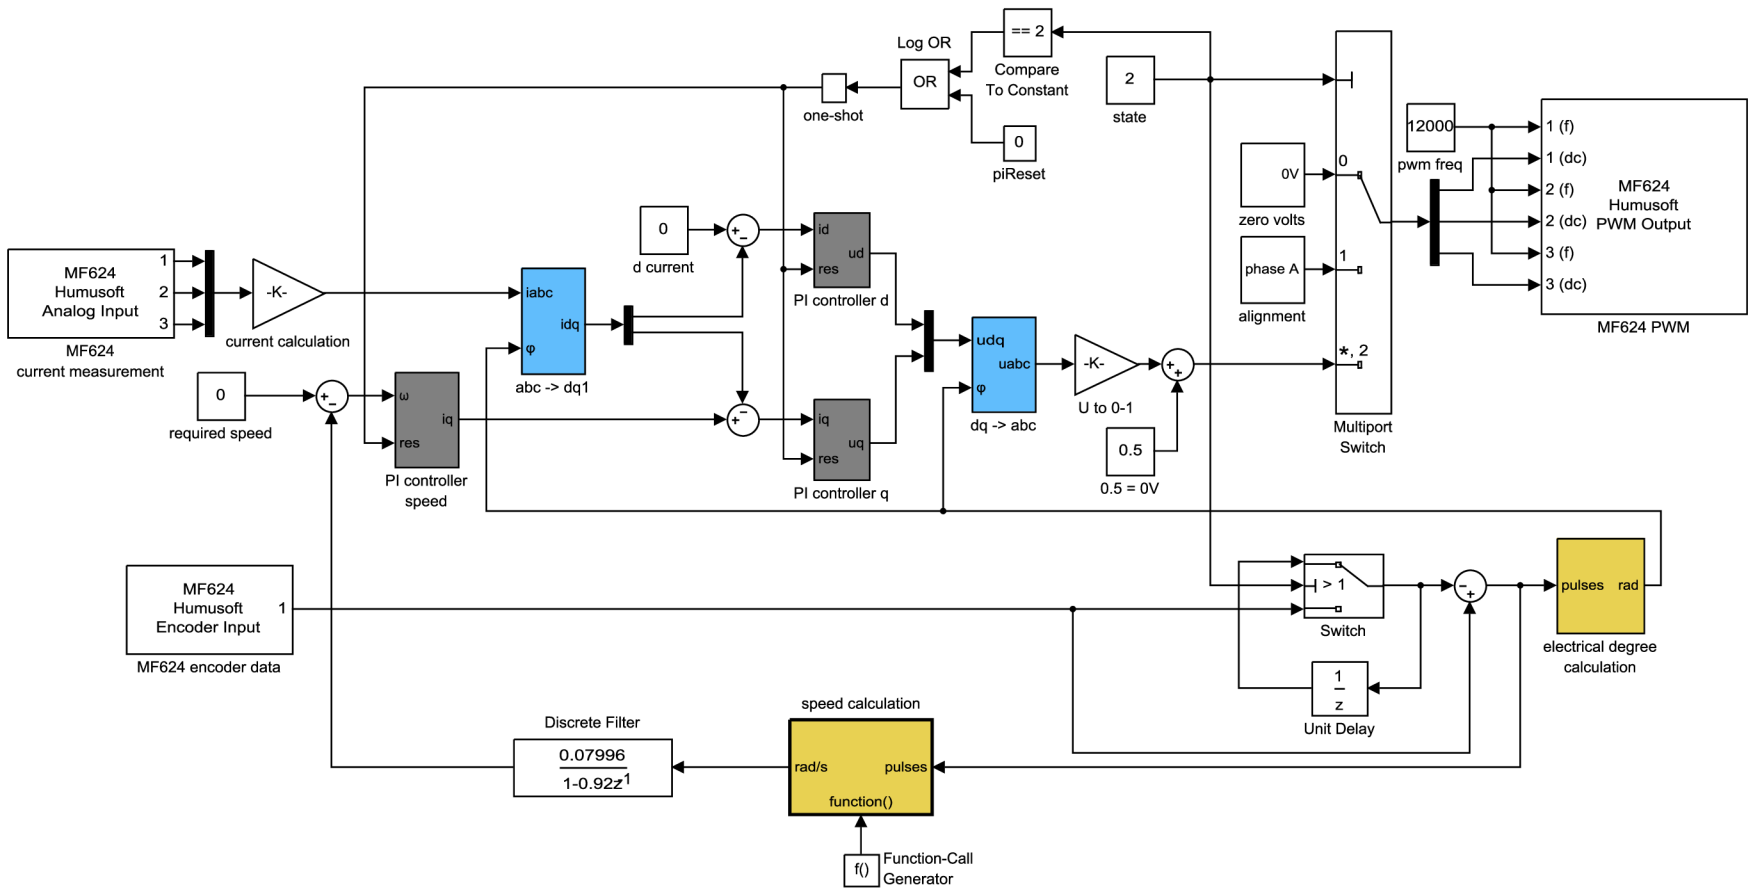 == 2
Compare
To Constant
Log OR
OR
one-shot
0
piReset
2
state
12000
pwm freq
0V
zero volts
phase A
alignment
0
1
*, 2
Multiport
Switch
1 (f)
1 (dc)
2 (f)
2 (dc)
3 (f)
3 (dc)
MF624
Humusoft
PWM Output
MF624 PWM
MF624
Humusoft
Analog Input
1
2
3
MF624
current measurement
-K-
current calculation
iabc
idq
φ
abc -> dq1
0
d current
+
−
id
ud
res
PI controller d
0
required speed
+
−
ω
iq
res
PI controller
speed
+
−
iq
uq
res
PI controller q
udq
uabc
φ
dq -> abc
-K-
U to 0-1
+
+
0.5
0.5 = 0V
MF624
Humusoft
Encoder Input
1
MF624 encoder data
> 1
Switch
1
z
Unit Delay
−
+
pulses
rad
electrical degree
calculation
Discrete Filter
0.07996
1-0.92z-1
speed calculation
rad/s
pulses
function()
f()
Function-Call
Generator